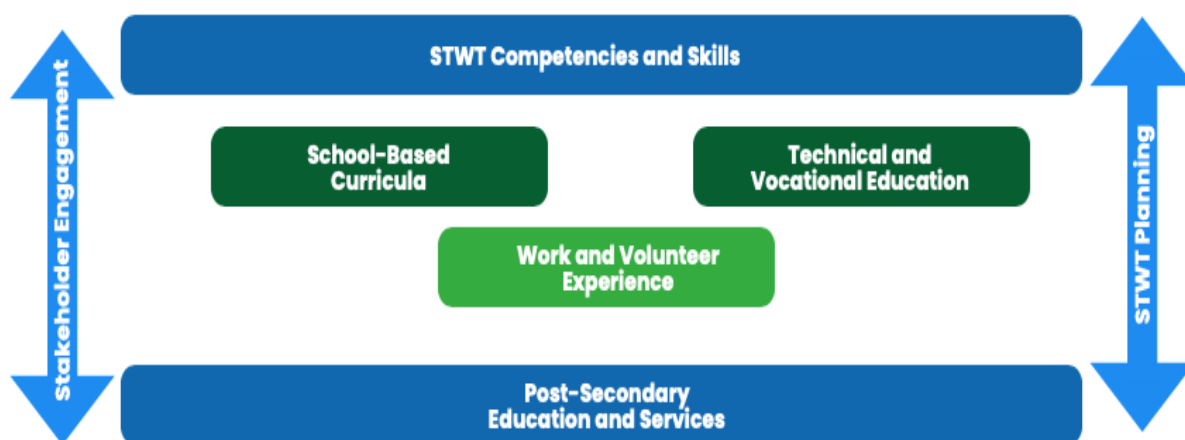 STWT Competencies and Skills
School-Based
Curricula
Technical and
Vocational Education
Work and Volunteer
Experience
Post-Secondary
Education and Services
Stakeholder Engagement
STWT Planning